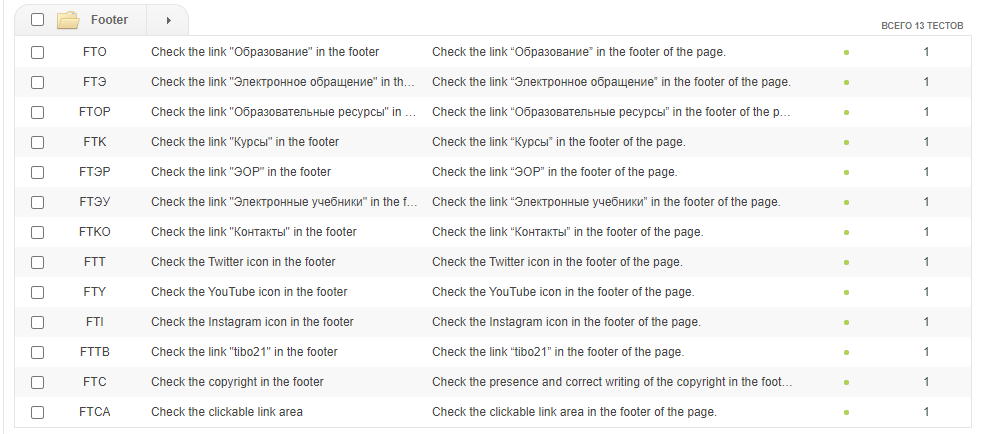 Footer
ВСЕГО 13 ТЕСТОВ
FTO Check the link "Образование" in the footer Check the link “Образование” in the footer of the page. 1
FTЭ Check the link "Электронное обращение" in th... Check the link “Электронное обращение” in the footer of the page. 1
FTOP Check the link "Образовательные ресурсы" in ... Check the link “Образовательные ресурсы” in the footer of the p... 1
FTK Check the link "Курсы" in the footer Check the link “Курсы” in the footer of the page. 1
FTЭP Check the link "ЭОР" in the footer Check the link “ЭОР” in the footer of the page. 1
FTЭУ Check the link "Электронные учебники" in the f... Check the link “Электронные учебники” in the footer of the page. 1
FTKO Check the link "Контакты" in the footer Check the link “Контакты” in the footer of the page. 1
FTT Check the Twitter icon in the footer Check the Twitter icon in the footer of the page. 1
FTY Check the YouTube icon in the footer Check the YouTube icon in the footer of the page. 1
FTI Check the Instagram icon in the footer Check the Instagram icon in the footer of the page. 1
FTTB Check the link "tibo21" in the footer Check the link “tibo21” in the footer of the page. 1
FTC Check the copyright in the footer Check the presence and correct writing of the copyright in the foot... 1
FTCA Check the clickable link area Check the clickable link area in the footer of the page. 1